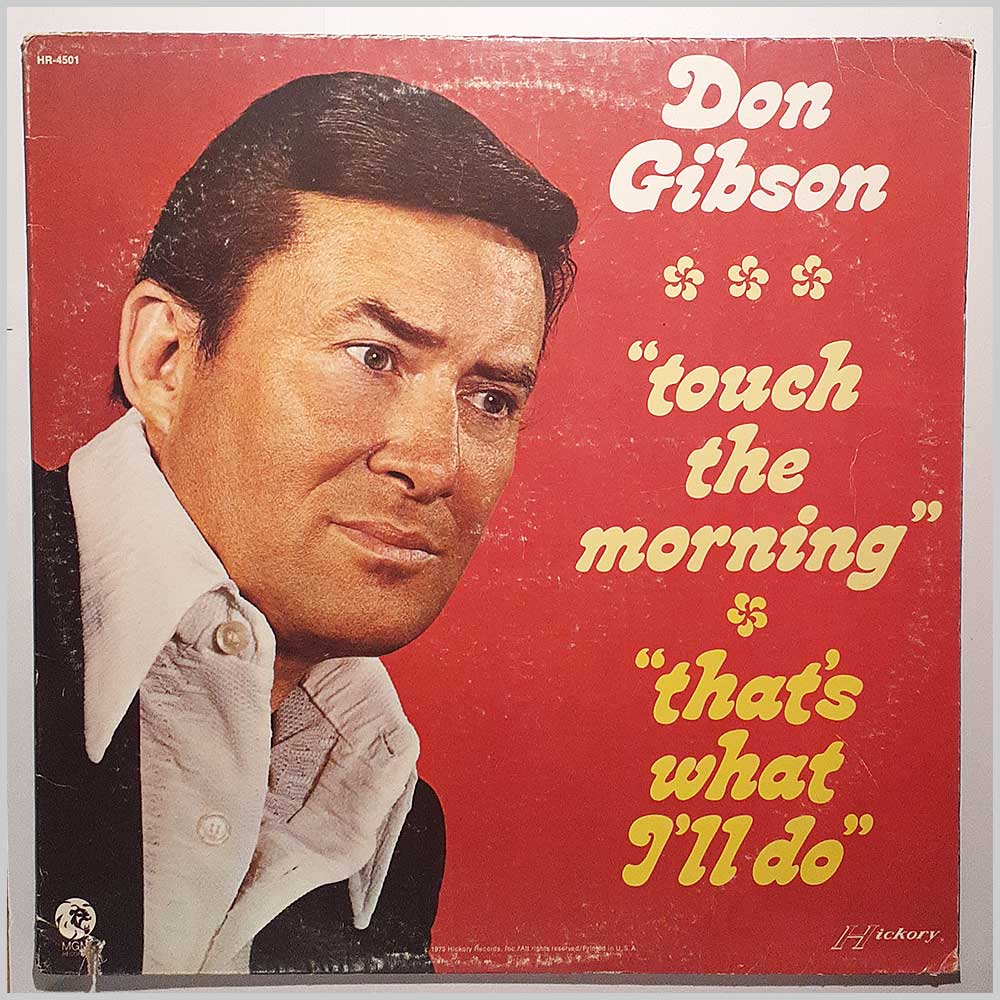 HR-4501
Don
Gibson
“touch
the
morning”
“that's
what
I'll do”
MGM
1973 Hickory Records, Inc./All rights reserved/Printed in U.S.A.
Hickory